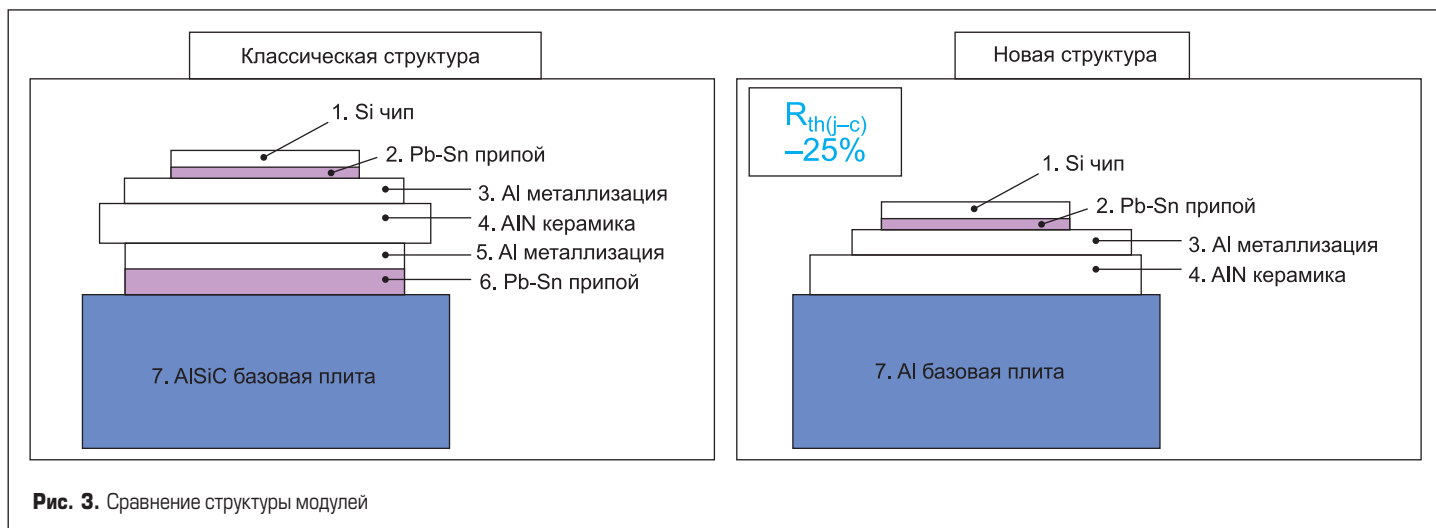 Классическая структура
1. Si чип
2. Pb-Sn припой
3. Al металлизация
4. AlN керамика
5. Al металлизация
6. Pb-Sn припой
7. AlSiC базовая плита
Новая структура
Rth(j–c)
–25%
1. Si чип
2. Pb-Sn припой
3. Al металлизация
4. AlN керамика
7. Al базовая плита
Рис. 3. Сравнение структуры модулей